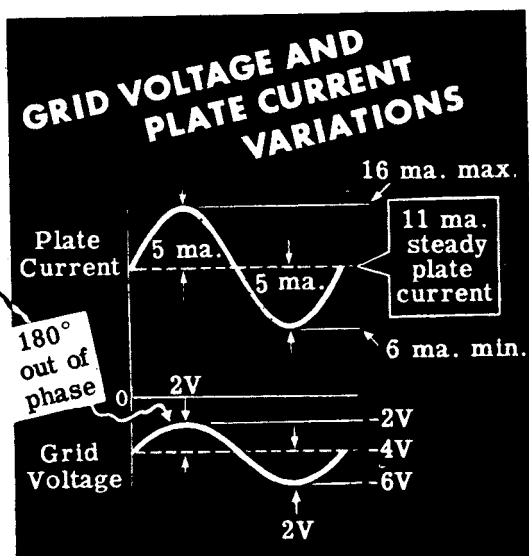 GRID VOLTAGE AND
PLATE CURRENT
VARIATIONS
16 ma. max.
Plate
Current
5 ma.
5 ma.
11 ma.
steady
plate
current
6 ma. min.
180°
out of
phase
0
2V
-2V
Grid
Voltage
-4V
-6V
2V